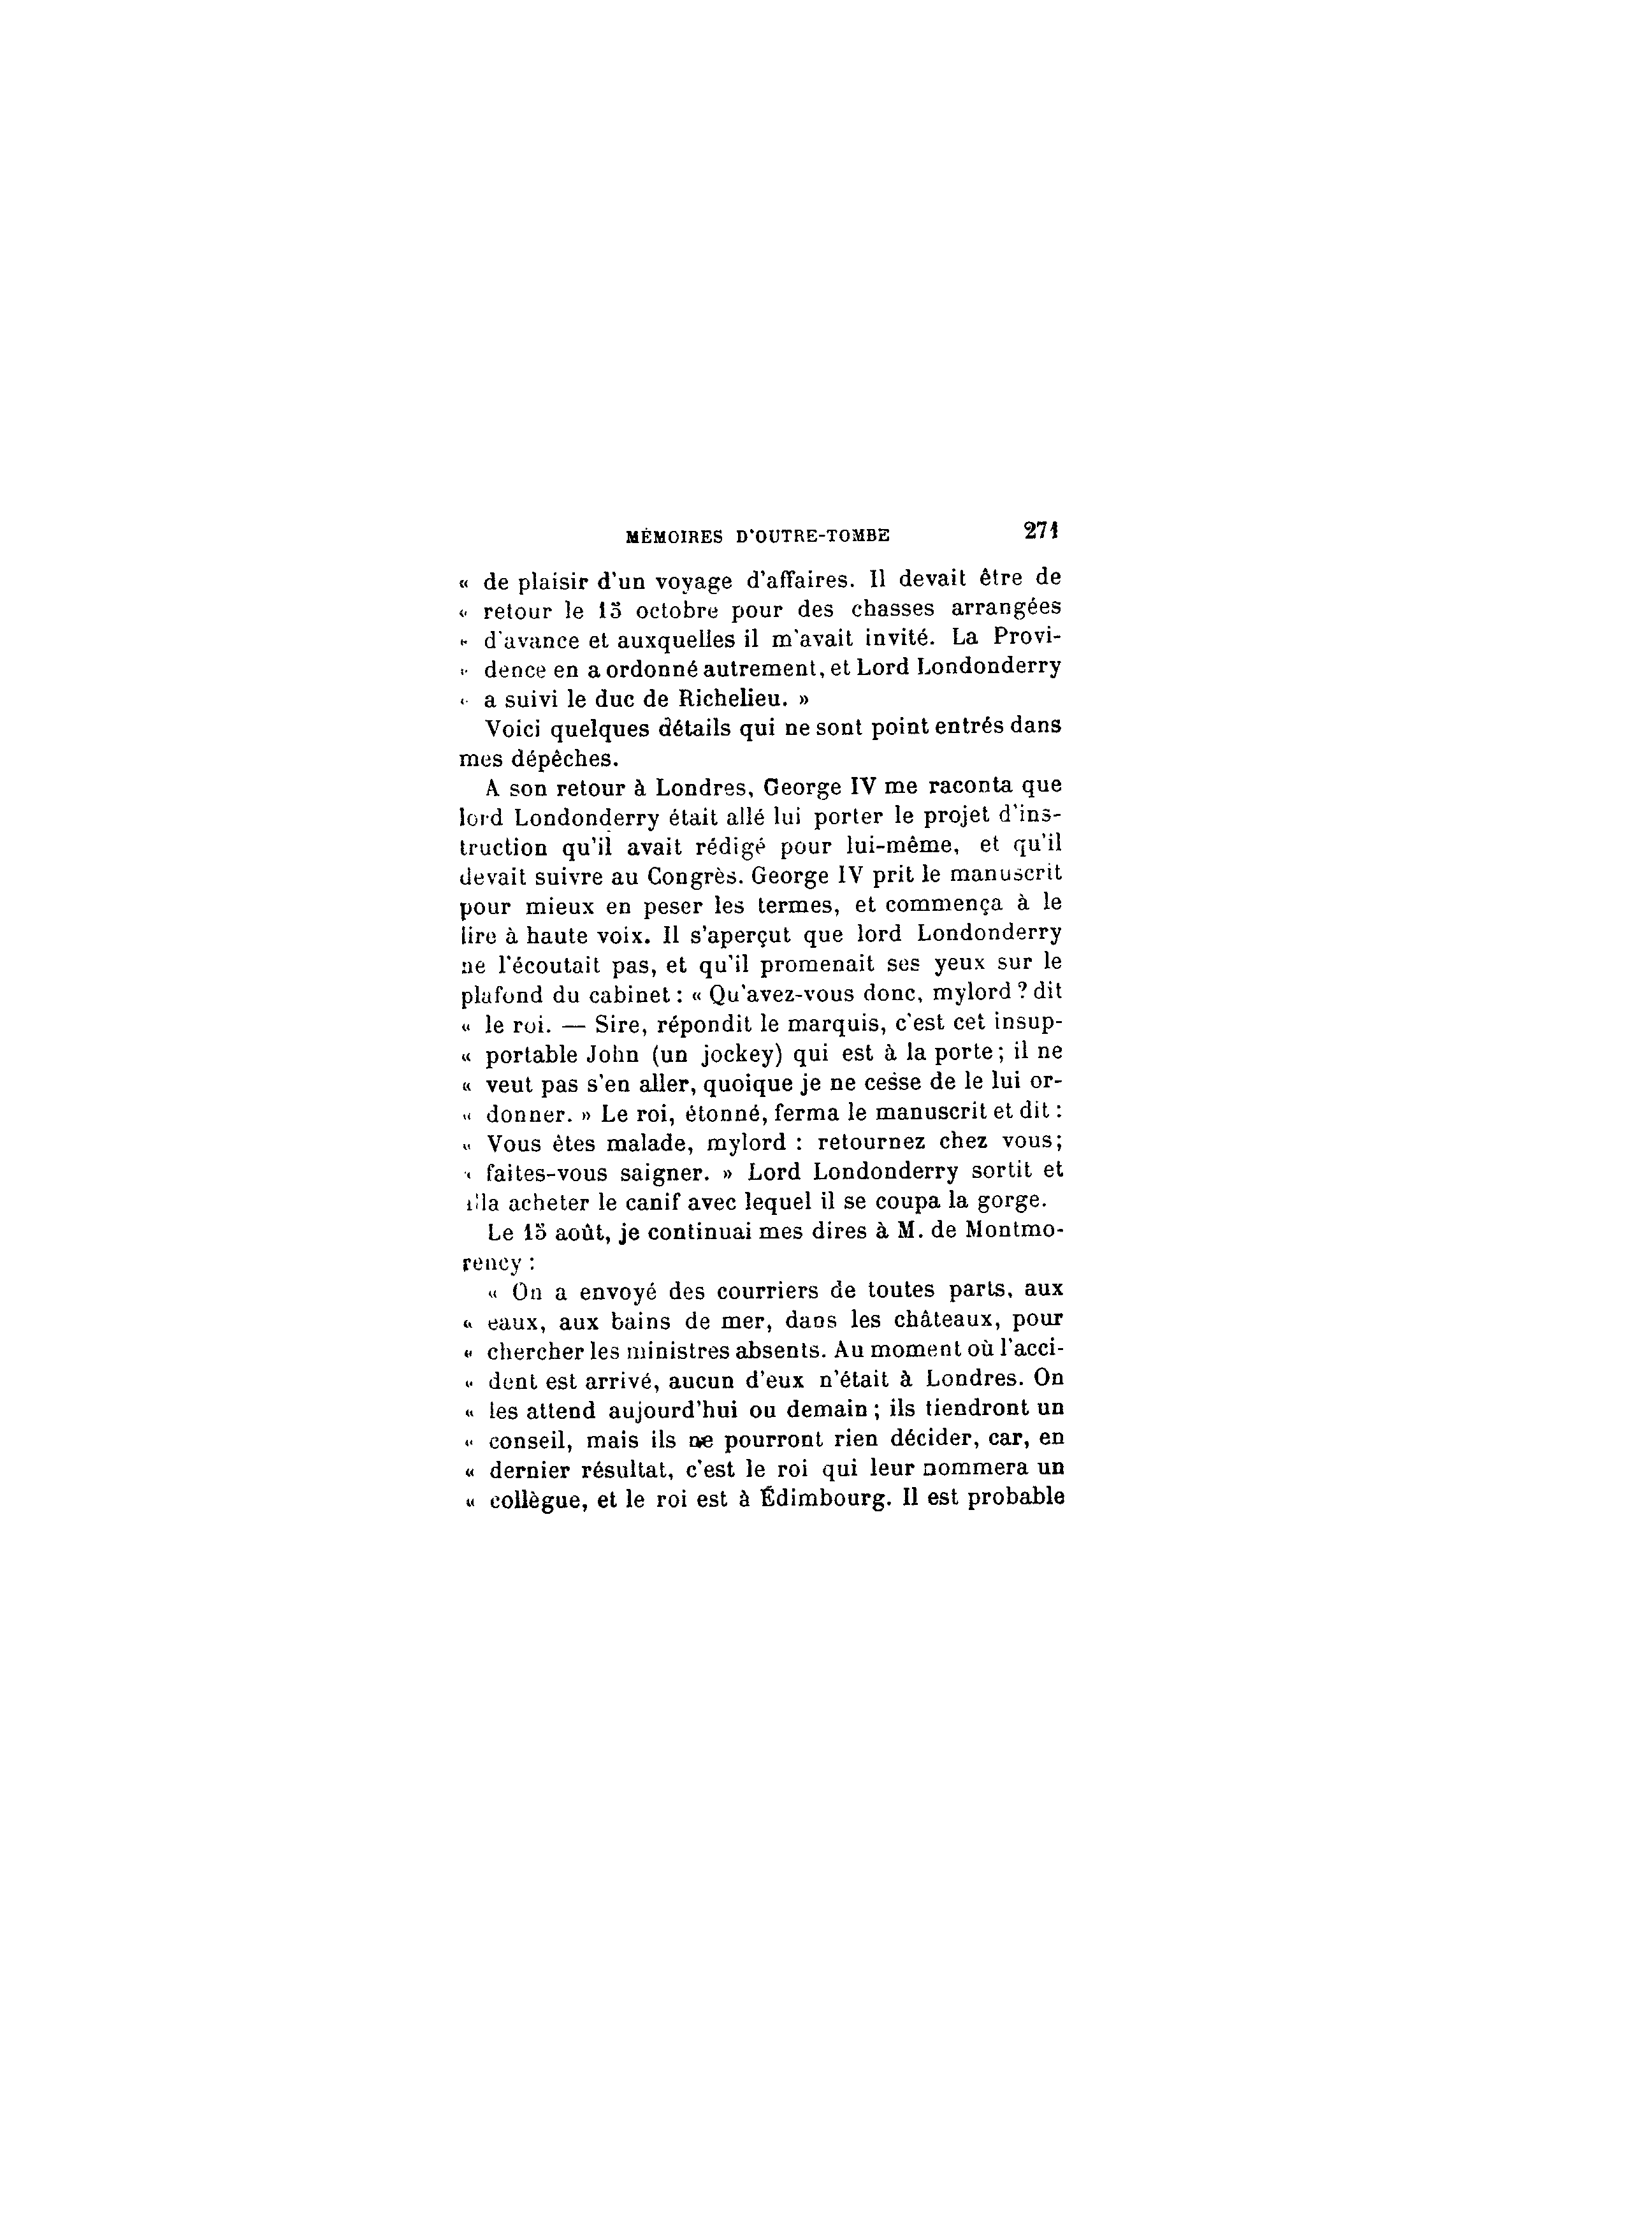 MÉMOIRES D'OUTRE-TOMBE 271
« de plaisir d'un voyage d'affaires. Il devait être de
« retour le 15 octobre pour des chasses arrangées
« d'avance et auxquelles il m'avait invité. La Provi-
« dence en a ordonné autrement, et Lord Londonderry
« a suivi le duc de Richelieu. »
Voici quelques détails qui ne sont point entrés dans
mes dépêches.
A son retour à Londres, George IV me raconta que
lord Londonderry était allé lui porter le projet d'ins-
truction qu'il avait rédigé pour lui-même, et qu'il
devait suivre au Congrès. George IV prit le manuscrit
pour mieux en peser les termes, et commença à le
lire à haute voix. Il s'aperçut que lord Londonderry
ne l'écoutait pas, et qu'il promenait ses yeux sur le
plafond du cabinet : « Qu'avez-vous donc, mylord ? dit
« le roi. — Sire, répondit le marquis, c'est cet insup-
« portable John (un jockey) qui est à la porte ; il ne
« veut pas s'en aller, quoique je ne cesse de le lui or-
« donner. » Le roi, étonné, ferma le manuscrit et dit :
« Vous êtes malade, mylord : retournez chez vous ;
« faites-vous saigner. » Lord Londonderry sortit et
alla acheter le canif avec lequel il se coupa la gorge.
Le 15 août, je continuai mes dires à M. de Montmo-
rency :
« On a envoyé des courriers de toutes parts, aux
« eaux, aux bains de mer, dans les châteaux, pour
« chercher les ministres absents. Au moment où l'acci-
« dent est arrivé, aucun d'eux n'était à Londres. On
« les attend aujourd'hui ou demain ; ils tiendront un
« conseil, mais ils ne pourront rien décider, car, en
« dernier résultat, c'est le roi qui leur nommera un
« collègue, et le roi est à Édimbourg. Il est probable